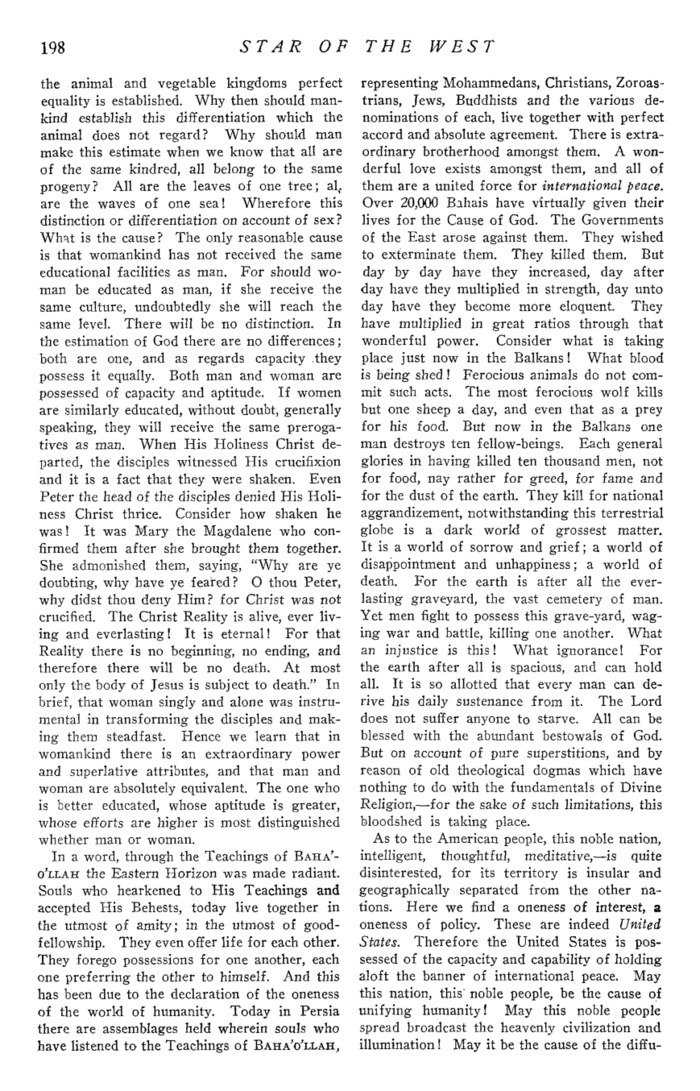 198
STAR OF THE WEST
the animal and vegetable kingdoms perfect
equality is established. Why then should man-
kind establish this differentiation which the
animal does not regard? Why should man
make this estimate when we know that all are
of the same kindred, all belong to the same
progeny? All are the leaves of one tree; al,
are the waves of one sea! Wherefore this
distinction or differentiation on account of sex?
What is the cause? The only reasonable cause
is that womankind has not received the same
educational facilities as man. For should wo-
man be educated as man, if she receive the
same culture, undoubtedly she will reach the
same level. There will be no distinction. In
the estimation of God there are no differences;
both are one, and as regards capacity they
possess it equally. Both man and woman are
possessed of capacity and aptitude. If women
are similarly educated, without doubt, generally
speaking, they will receive the same preroga-
tives as man. When His Holiness Christ de-
parted, the disciples witnessed His crucifixion
and it is a fact that they were shaken. Even
Peter the head of the disciples denied His Holi-
ness Christ thrice. Consider how shaken he
was! It was Mary the Magdalene who con-
firmed them after she brought them together.
She admonished them, saying, "Why are ye
doubting, why have ye feared? O thou Peter,
why didst thou deny Him? for Christ was not
crucified. The Christ Reality is alive, ever liv-
ing and everlasting! It is eternal! For that
Reality there is no beginning, no ending, and
therefore there will be no death. At most
only the body of Jesus is subject to death." In
brief, that woman singly and alone was instru-
mental in transforming the disciples and mak-
ing them steadfast. Hence we learn that in
womankind there is an extraordinary power
and superlative attributes, and that man and
woman are absolutely equivalent. The one who
is better educated, whose aptitude is greater,
whose efforts are higher is most distinguished
whether man or woman.
In a word, through the Teachings of BAHA'-
O'LLAH the Eastern Horizon was made radiant.
Souls who hearkened to His Teachings and
accepted His Behests, today live together in
the utmost of amity; in the utmost of good-
fellowship. They even offer life for each other.
They forego possessions for one another, each
one preferring the other to himself. And this
has been due to the declaration of the oneness
of the world of humanity. Today in Persia
there are assemblages held wherein souls who
have listened to the Teachings of BAHA'O'LLAH,
representing Mohammedans, Christians, Zoroas-
trians, Jews, Buddhists and the various de-
nominations of each, live together with perfect
accord and absolute agreement. There is extra-
ordinary brotherhood amongst them. A won-
derful love exists amongst them, and all of
them are a united force for international peace.
Over 20,000 Bahais have virtually given their
lives for the Cause of God. The Governments
of the East arose against them. They wished
to exterminate them. They killed them. But
day by day have they increased, day after
day have they multiplied in strength, day unto
day have they become more eloquent. They
have multiplied in great ratios through that
wonderful power. Consider what is taking
place just now in the Balkans! What blood
is being shed! Ferocious animals do not com-
mit such acts. The most ferocious wolf kills
but one sheep a day, and even that as a prey
for his food. But now in the Balkans one
man destroys ten fellow-beings. Each general
glories in having killed ten thousand men, not
for food, nay rather for greed, for fame and
for the dust of the earth. They kill for national
aggrandizement, notwithstanding this terrestrial
globe is a dark world of grossest matter.
It is a world of sorrow and grief; a world of
disappointment and unhappiness; a world of
death. For the earth is after all the ever-
lasting graveyard, the vast cemetery of man.
Yet men fight to possess this grave-yard, wag-
ing war and battle, killing one another. What
an injustice is this! What ignorance! For
the earth after all is spacious, and can hold
all. It is so allotted that every man can de-
rive his daily sustenance from it. The Lord
does not suffer anyone to starve. All can be
blessed with the abundant bestowals of God.
But on account of pure superstitions, and by
reason of old theological dogmas which have
nothing to do with the fundamentals of Divine
Religion,—for the sake of such limitations, this
bloodshed is taking place.
As to the American people, this noble nation,
intelligent, thoughtful, meditative,—is quite
disinterested, for its territory is insular and
geographically separated from the other na-
tions. Here we find a oneness of interest, a
oneness of policy. These are indeed United
States. Therefore the United States is pos-
sessed of the capacity and capability of holding
aloft the banner of international peace. May
this nation, this noble people, be the cause of
unifying humanity! May this noble people
spread broadcast the heavenly civilization and
illumination! May it be the cause of the diffu-